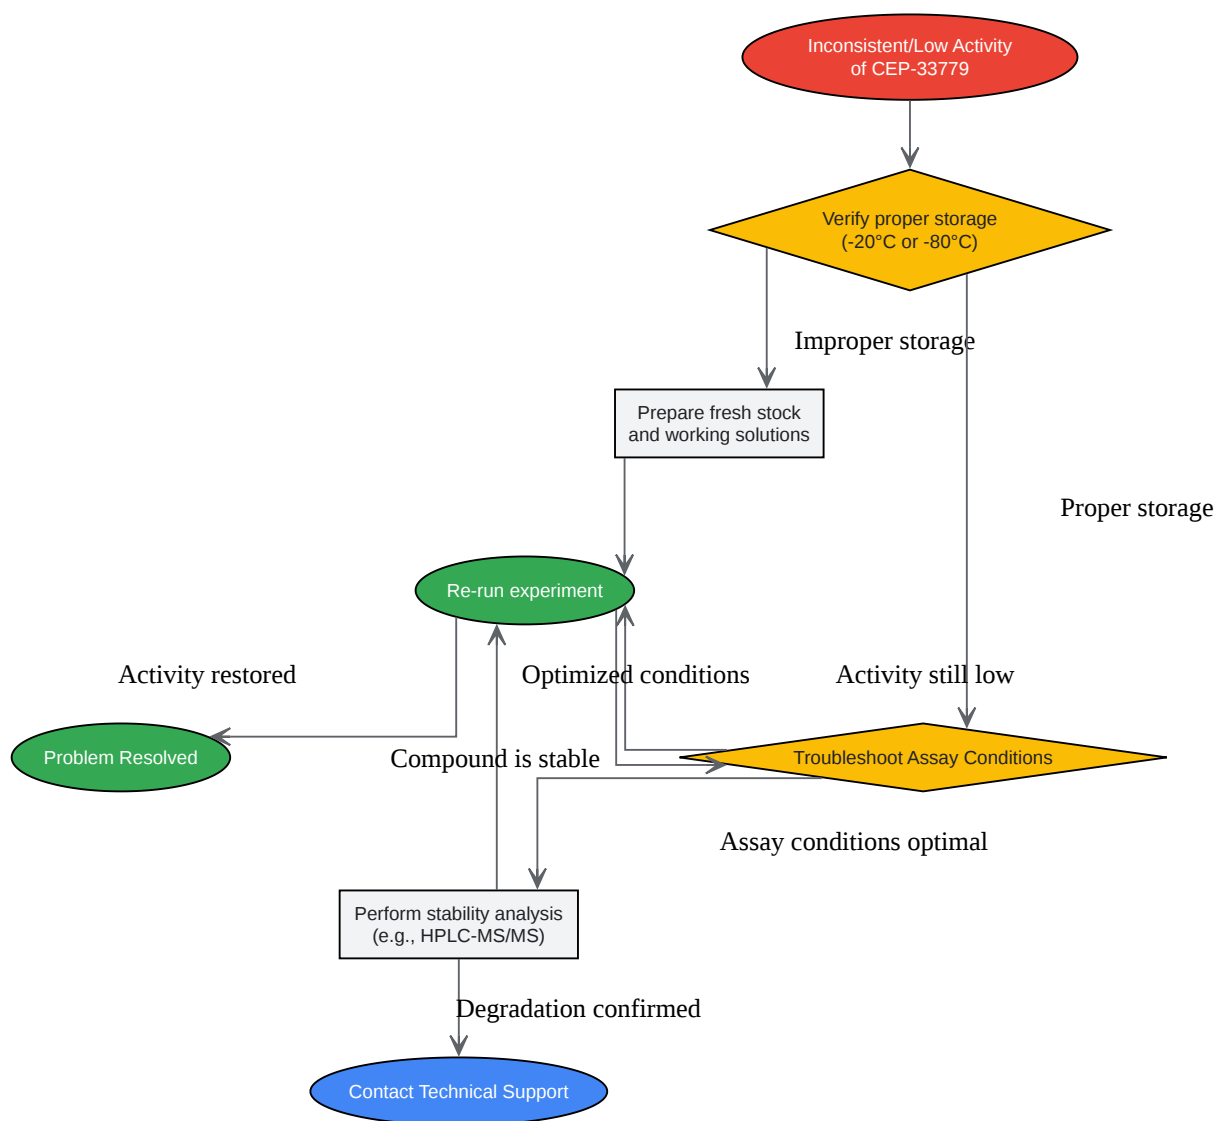 Inconsistent/Low Activity
of CEP-33779
Verify proper storage
(-20°C or -80°C)
Improper storage
Prepare fresh stock
and working solutions
Proper storage
Re-run experiment
Activity restored
Optimized conditions
Activity still low
Problem Resolved
Compound is stable
Troubleshoot Assay Conditions
Assay conditions optimal
Perform stability analysis
(e.g., HPLC-MS/MS)
Degradation confirmed
Contact Technical Support